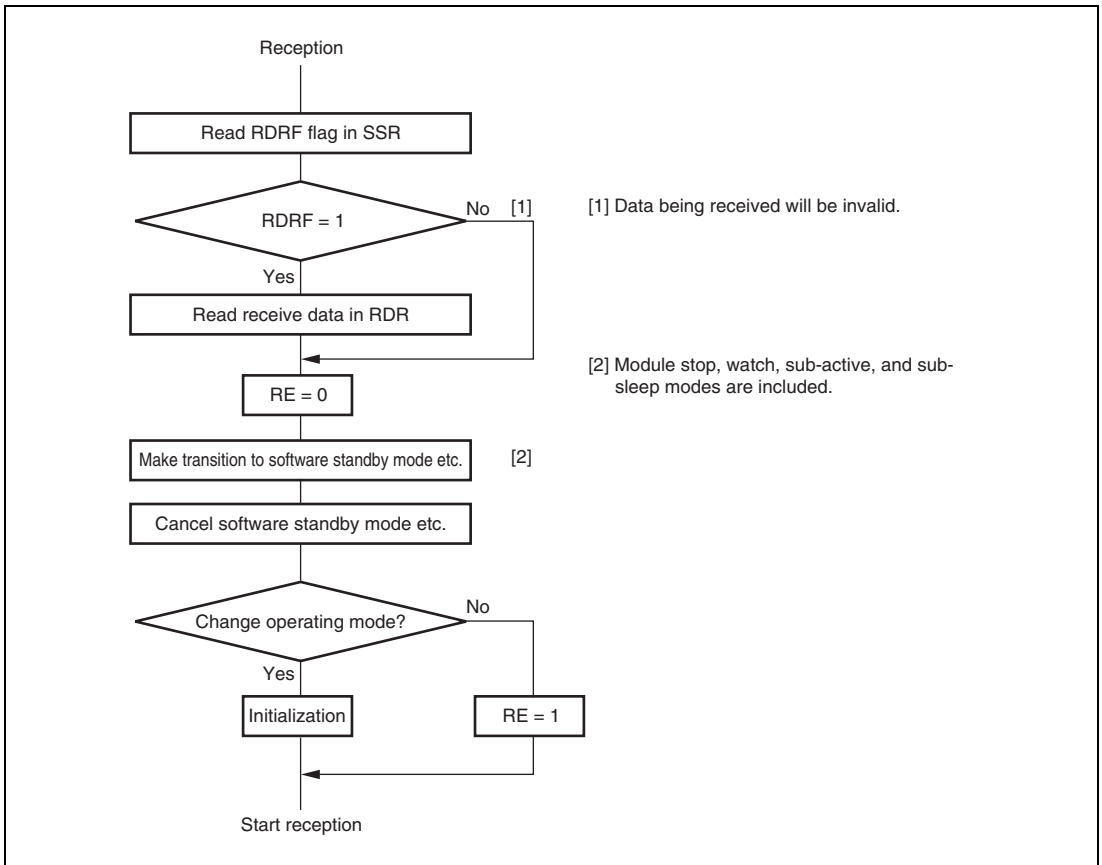 Reception
Read RDRF flag in SSR
RDRF = 1
No [1]
[1] Data being received will be invalid.
Yes
Read receive data in RDR
[2] Module stop, watch, sub-active, and sub-
sleep modes are included.
RE = 0
Make transition to software standby mode etc.
[2]
Cancel software standby mode etc.
Change operating mode?
No
Yes
Initialization
RE = 1
Start reception